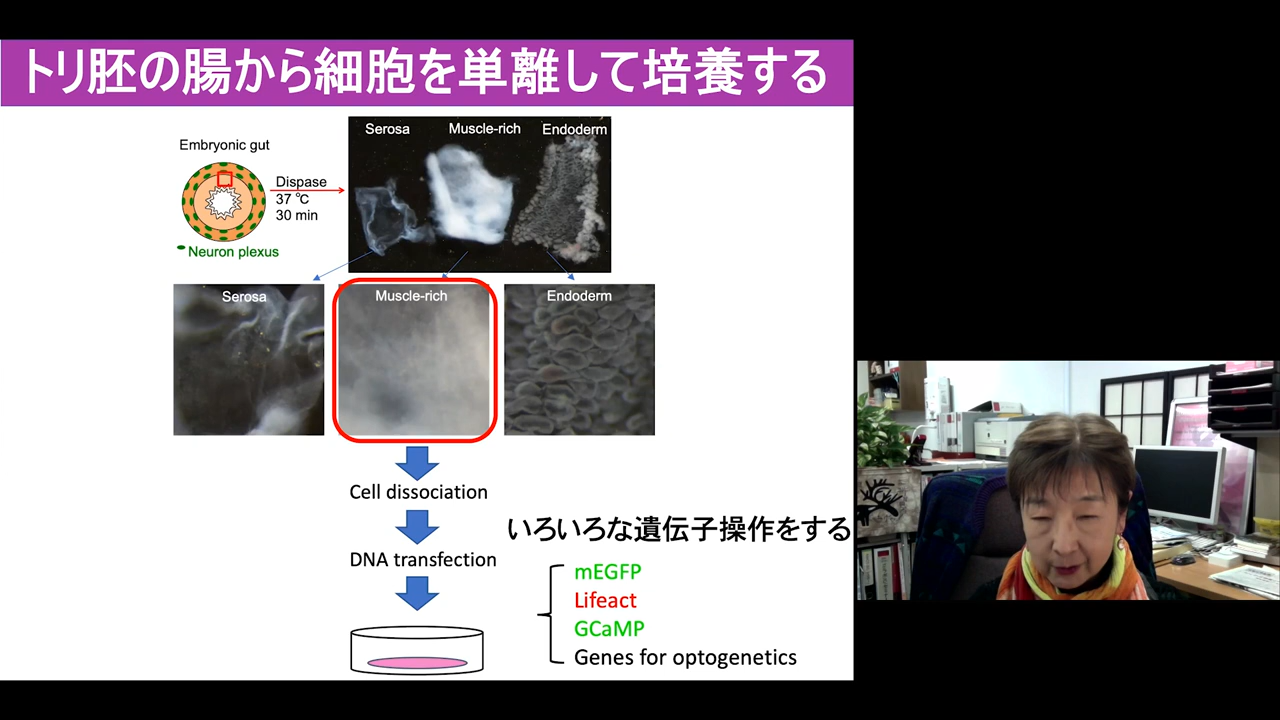 トリ胚の腸から細胞を単離して培養する
Embryonic gut
Dispase
37 ℃
30 min
Neuron plexus
Serosa
Muscle-rich
Endoderm
Serosa
Muscle-rich
Endoderm
Cell dissociation
DNA transfection
いろいろな遺伝子操作をする
mEGFP
Lifeact
GCaMP
Genes for optogenetics